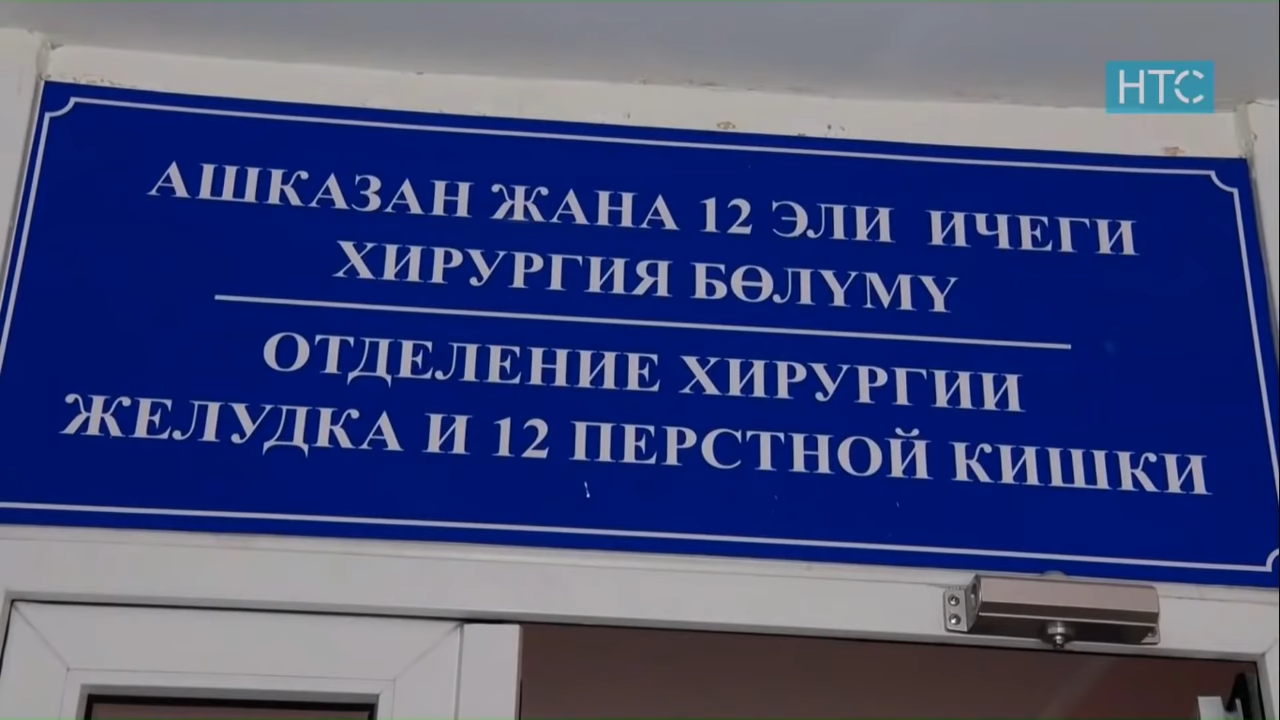 НТС
АШКАЗАН ЖАНА 12 ЭЛИ ИЧЕГИ
ХИРУРГИЯ БӨЛҮМҮ
ОТДЕЛЕНИЕ ХИРУРГИИ
ЖЕЛУДКА И 12 ПЕРСТНОЙ КИШКИ